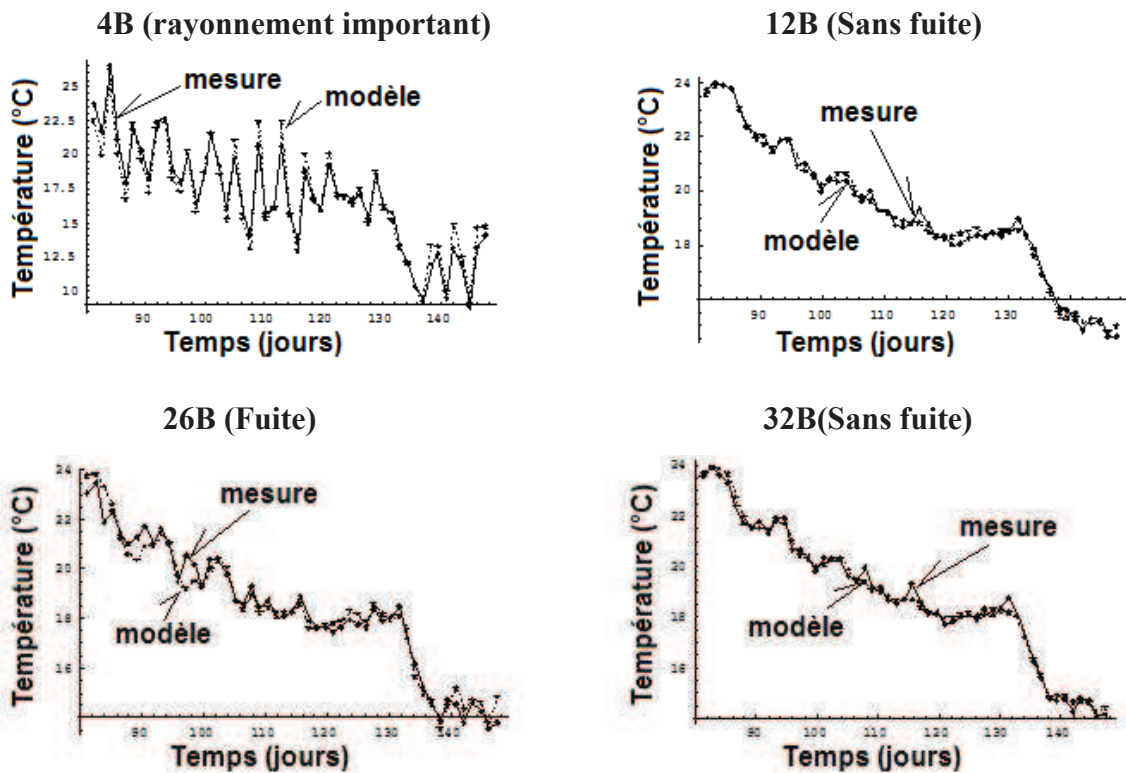 4B (rayonnement important)
Température (°C)
25
22.5
20
17.5
15
12.5
10
mesure
modèle
90 100 110 120 130 140
Temps (jours)
12B (Sans fuite)
Température (°C)
24
22
20
18
mesure
modèle
90 100 110 120 130 140
Temps (jours)
26B (Fuite)
Température (°C)
24
22
20
18
16
mesure
modèle
90 100 110 120 130 140
Temps (jours)
32B(Sans fuite)
Température (°C)
24
22
20
18
16
mesure
modèle
90 100 110 120 130 140
Temps (jours)